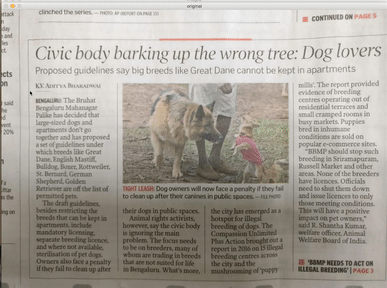 original
clinched the series. — PHOTO: AP (REPORT ON PAGE 20)
CONTINUED ON PAGE 8
Civic body barking up the wrong tree: Dog lovers
Proposed guidelines say big breeds like Great Dane cannot be kept in apartments
KV ADITYA BHARADWAJ
BENGALURU: The Bruhat
Bengaluru Mahanagar
Palike has decided that
large-sized dogs and
apartments don't go
together and has proposed
a set of guidelines under
which breeds like Great
Dane, English Mastiff,
Bulldog, Boxer, Rottweiler,
St. Bernard, German
Shepherd, Golden
Retriever are off the list of
permitted pets.
The draft guidelines,
besides restricting the
breeds that can be kept in
apartments, include
mandatory licensing,
separate breeding licence,
and where not available,
sterilisation of pet dogs.
Owners also need to face a
penalty if they fail to clean up after
TIGHT LEASH: Dog owners will now face a penalty if they fail
to clean up after their canines in public spaces. — FILE PHOTO
their dogs in public spaces.
Animal rights activists,
however, say the civic body
is ignoring the main
problem. The focus needs
to be on breeders, many of
whom are trading in breeds
that are not suited for life
in Bengaluru. What's more,
the city has emerged as a
hotspot for illegal
breeding of dogs. The
Compassion Unlimited
Plus Action brought out a
report in 2016 on 15 illegal
breeding centres across
the city and the
mushrooming of 'puppy
mills'. The report provided
evidence of breeding
centres operating out of
residential terraces and
small cramped rooms in
busy markets. Puppies
bred in inhumane
conditions are sold on
popular e-commerce sites.
"BBMP should stop such
breeding in Srirampuram,
Russell Market and other
areas. None of the breeders
have licences. Officials
need to shut them down
and issue licences to only
those meeting conditions.
This will have a positive
impact on pet owners,"
said R. Shantha Kumar,
welfare officer, Animal
Welfare Board of India.
'BBMP NEEDS TO ACT ON
ILLEGAL BREEDING' | PAGE 3